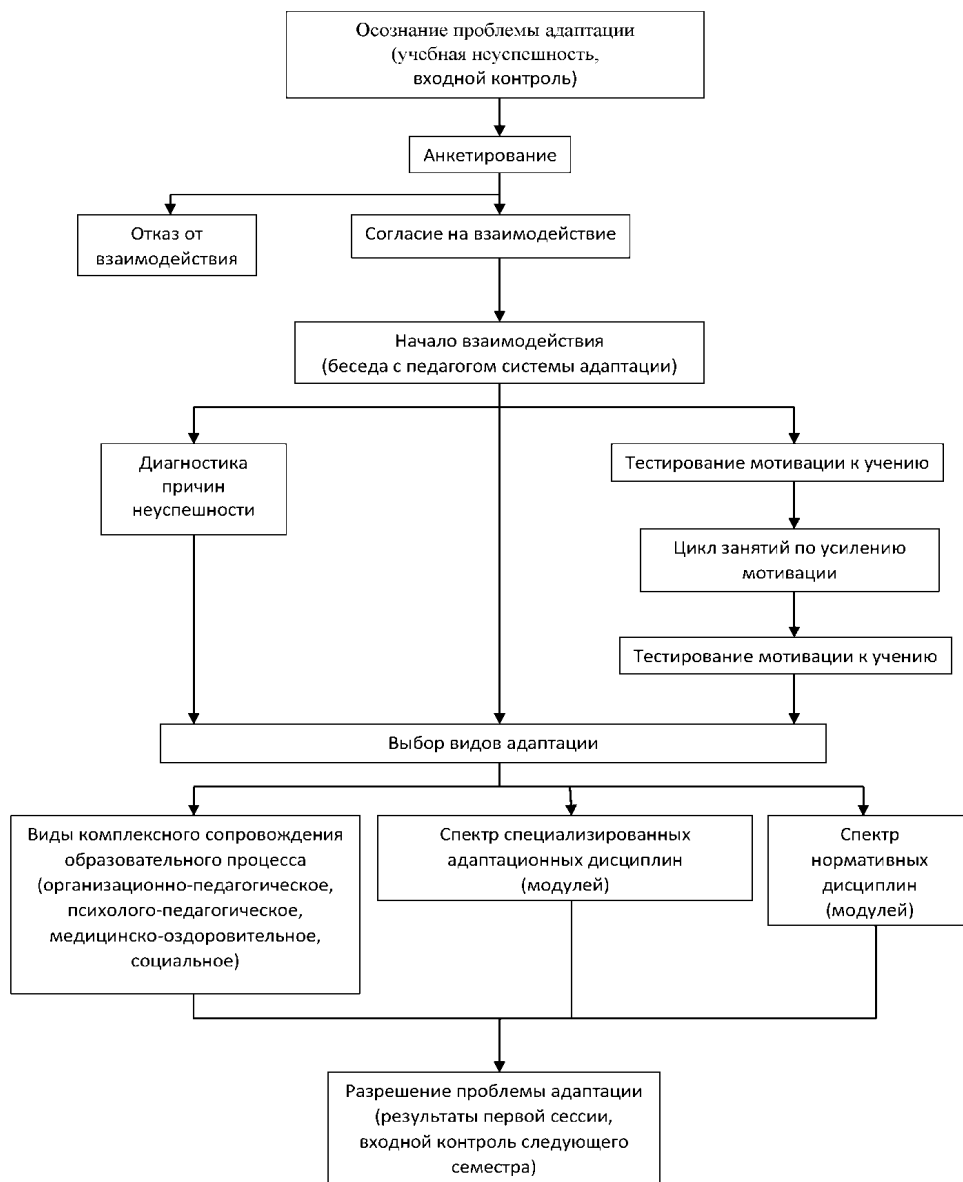 Осознание проблемы адаптации
(учебная неуспешность,
входной контроль)
Анкетирование
Отказ от
взаимодействия
Согласие на взаимодействие
Начало взаимодействия
(беседа с педагогом системы адаптации)
Диагностика
причин
неуспешности
Тестирование мотивации к учению
Цикл занятий по усилению
мотивации
Тестирование мотивации к учению
Выбор видов адаптации
Виды комплексного сопровождения
образовательного процесса
(организационно-педагогическое,
психолого-педагогическое,
медицинско-оздоровительное,
социальное)
Спектр специализированных
адаптационных дисциплин
(модулей)
Спектр
нормативных
дисциплин
(модулей)
Разрешение проблемы адаптации
(результаты первой сессии,
входной контроль следующего
семестра)